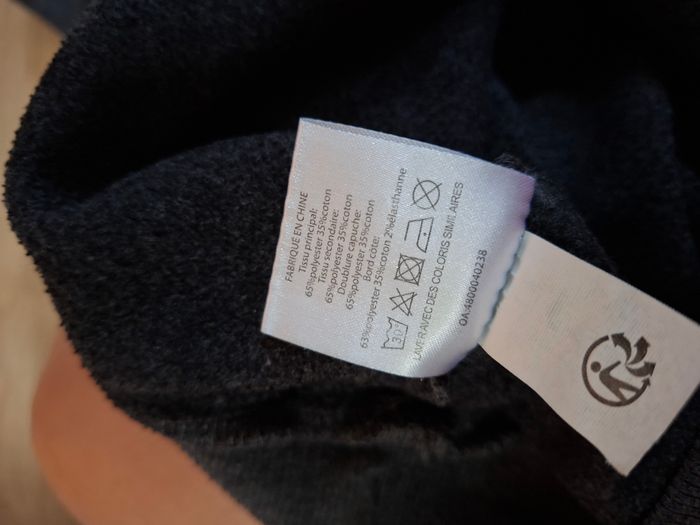 FABRIQUE EN CHINE
Tissu principal:
65%polyester 35%coton
Tissu secondaire:
65%polyester 35%coton
Doublure capuche:
65%polyester 35%coton
Bord côte:
63%polyester 35%coton 2%élasthanne
30°
LAVER AVEC DES COLORIS SIMILAIRES
OA:4800040238